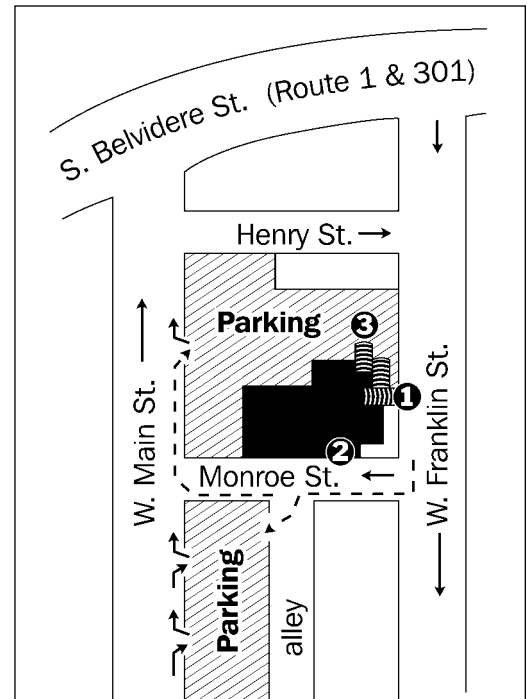 S. Belvidere St. (Route 1 & 301)
Henry St.
Parking
3
1
2
W. Main St.
W. Franklin St.
Monroe St.
Parking
alley